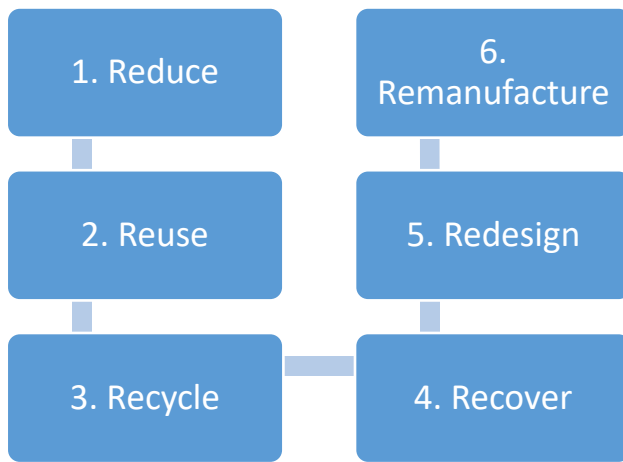 1. Reduce
2. Reuse
3. Recycle
4. Recover
5. Redesign
6.
Remanufacture